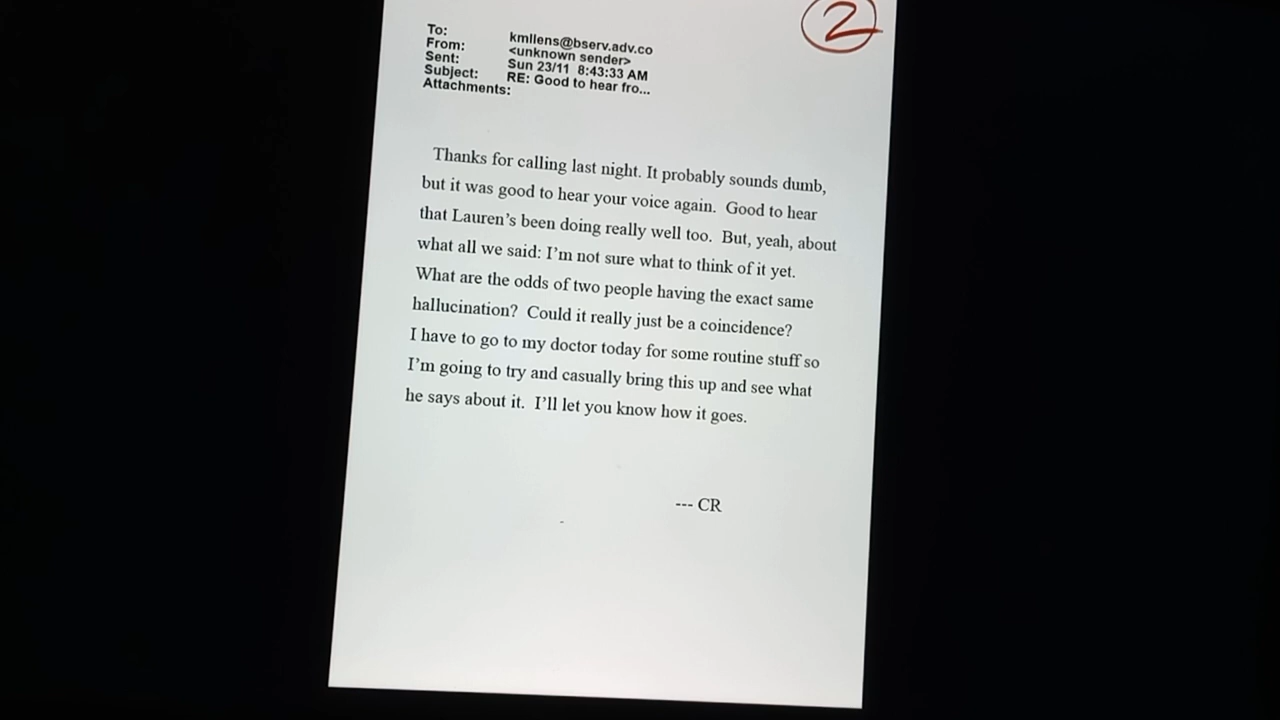 2
To: kmllens@bserv.adv.co
From: <unknown sender>
Sent: Sun 23/11 8:43:33 AM
Subject: RE: Good to hear fro...
Attachments:
Thanks for calling last night. It probably sounds dumb,
but it was good to hear your voice again. Good to hear
that Lauren’s been doing really well too. But, yeah, about
what all we said: I’m not sure what to think of it yet.
What are the odds of two people having the exact same
hallucination? Could it really just be a coincidence?
I have to go to my doctor today for some routine stuff so
I’m going to try and casually bring this up and see what
he says about it. I’ll let you know how it goes.
--- CR